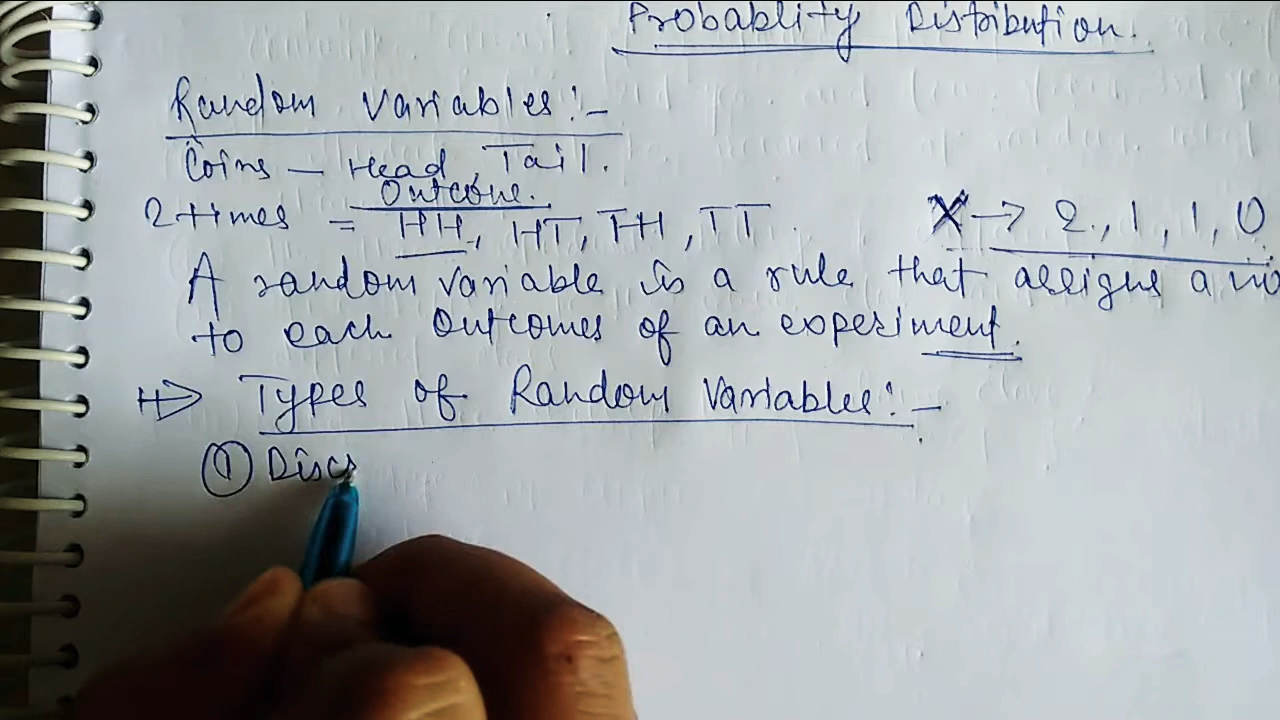 Probablity Distribution.
Random Variables:-
Coins — Head, Tail.
Outcome.
2 times = HH, HT, TH, TT X → 2, 1, 1, 0
A random variable is a rule that assigns a no
to each outcomes of an experiment.
⇒ Types of Random Variables:-
① Disc